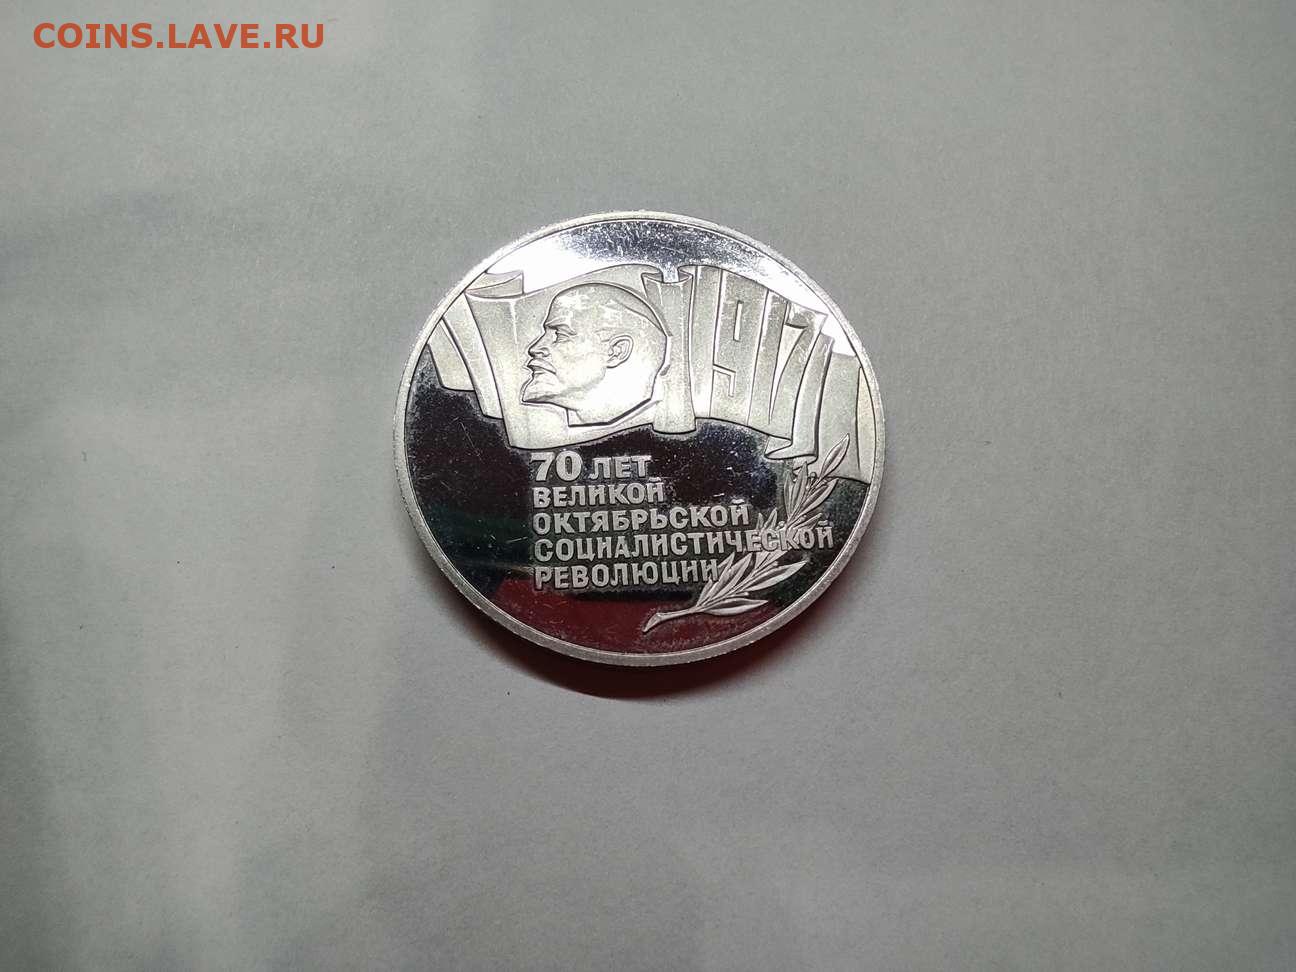 COINS.LAVE.RU
1917
70 ЛЕТ
ВЕЛИКОЙ
ОКТЯБРЬСКОЙ
СОЦИАЛИСТИЧЕСКОЙ
РЕВОЛЮЦИИ